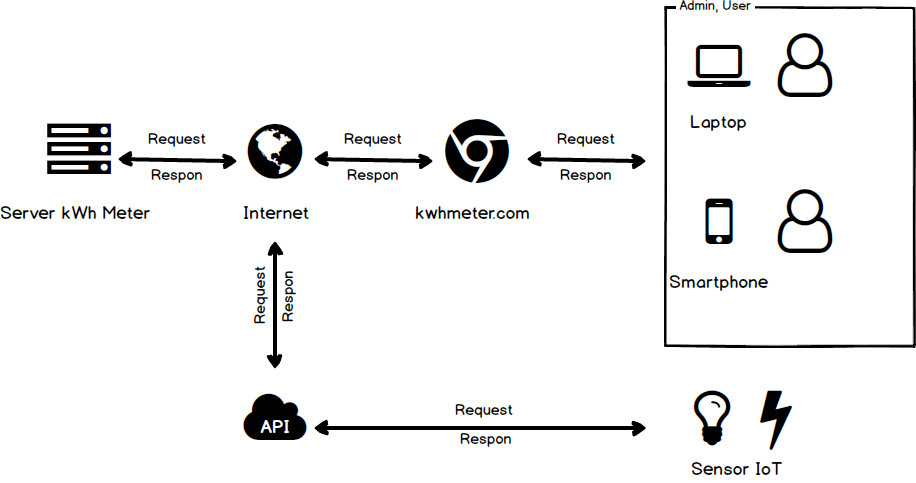 Admin, User
Laptop
Smartphone
Request
Respon
Request
Respon
Request
Respon
Server kWh Meter
Internet
kwhmeter.com
Request
Respon
API
Request
Respon
Sensor IoT